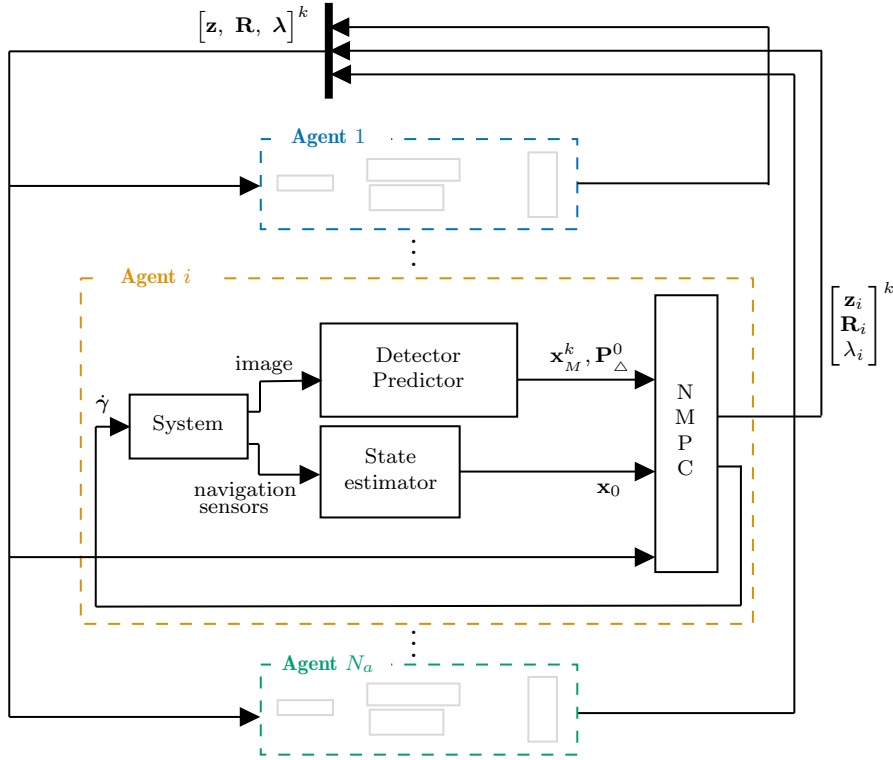 [z, R, λ]^k
Agent 1
⋮
Agent i
image
Detector
Predictor
x_M^k, P_△^0
[z_i
R_i
λ_i]^k
γ̇
System
N
M
P
C
State
estimator
navigation
sensors
x_0
⋮
Agent N_a